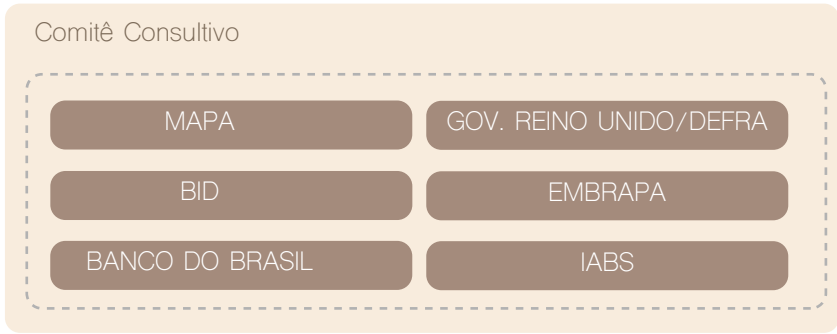 Comitê Consultivo
MAPA
GOV. REINO UNIDO/DEFRA
BID
EMBRAPA
BANCO DO BRASIL
IABS